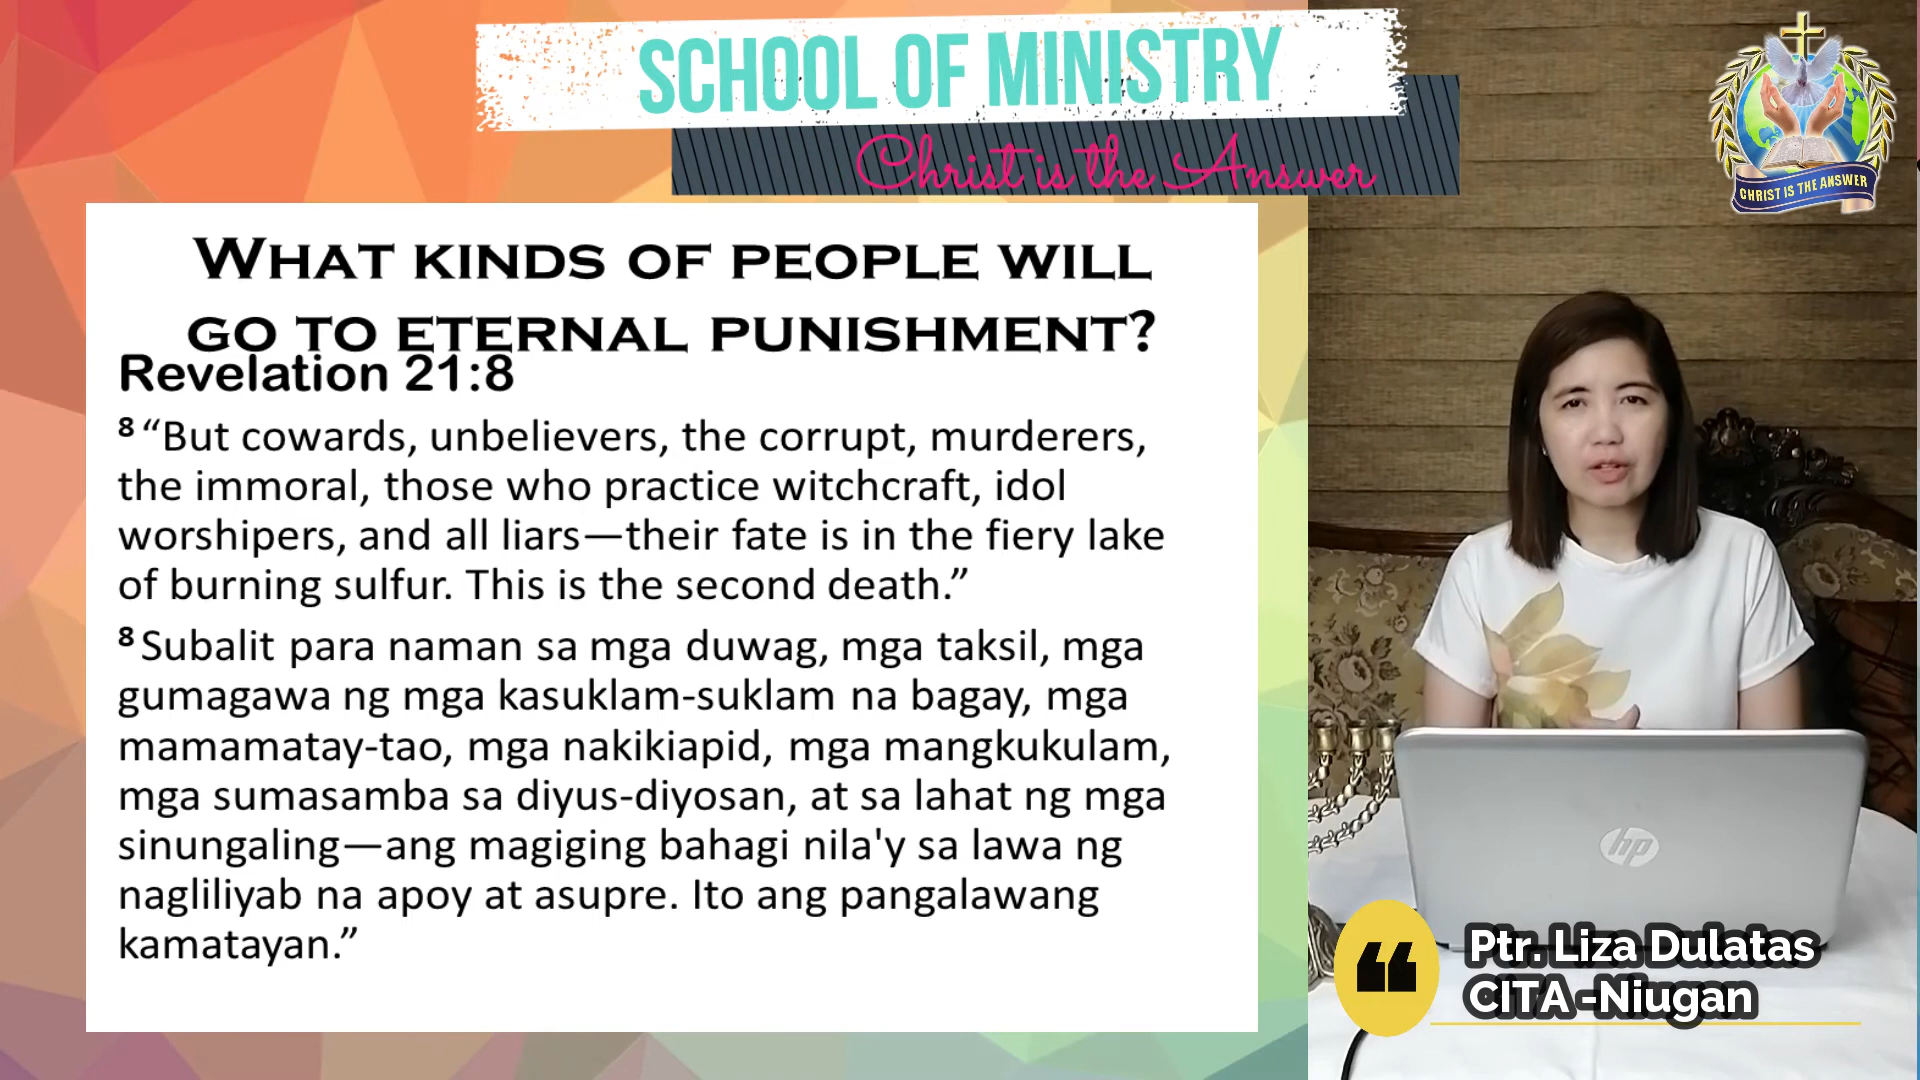 SCHOOL OF MINISTRY
Christ is the Answer
CHRIST IS THE ANSWER
WHAT KINDS OF PEOPLE WILL
GO TO ETERNAL PUNISHMENT?
Revelation 21:8
8 “But cowards, unbelievers, the corrupt, murderers,
the immoral, those who practice witchcraft, idol
worshipers, and all liars—their fate is in the fiery lake
of burning sulfur. This is the second death.”
8 Subalit para naman sa mga duwag, mga taksil, mga
gumagawa ng mga kasuklam-suklam na bagay, mga
mamamatay-tao, mga nakikiapid, mga mangkukulam,
mga sumasamba sa diyus-diyosan, at sa lahat ng mga
sinungaling—ang magiging bahagi nila'y sa lawa ng
nagliliyab na apoy at asupre. Ito ang pangalawang
kamatayan.”
hp
Ptr. Liza Dulatas
CITA -Niugan